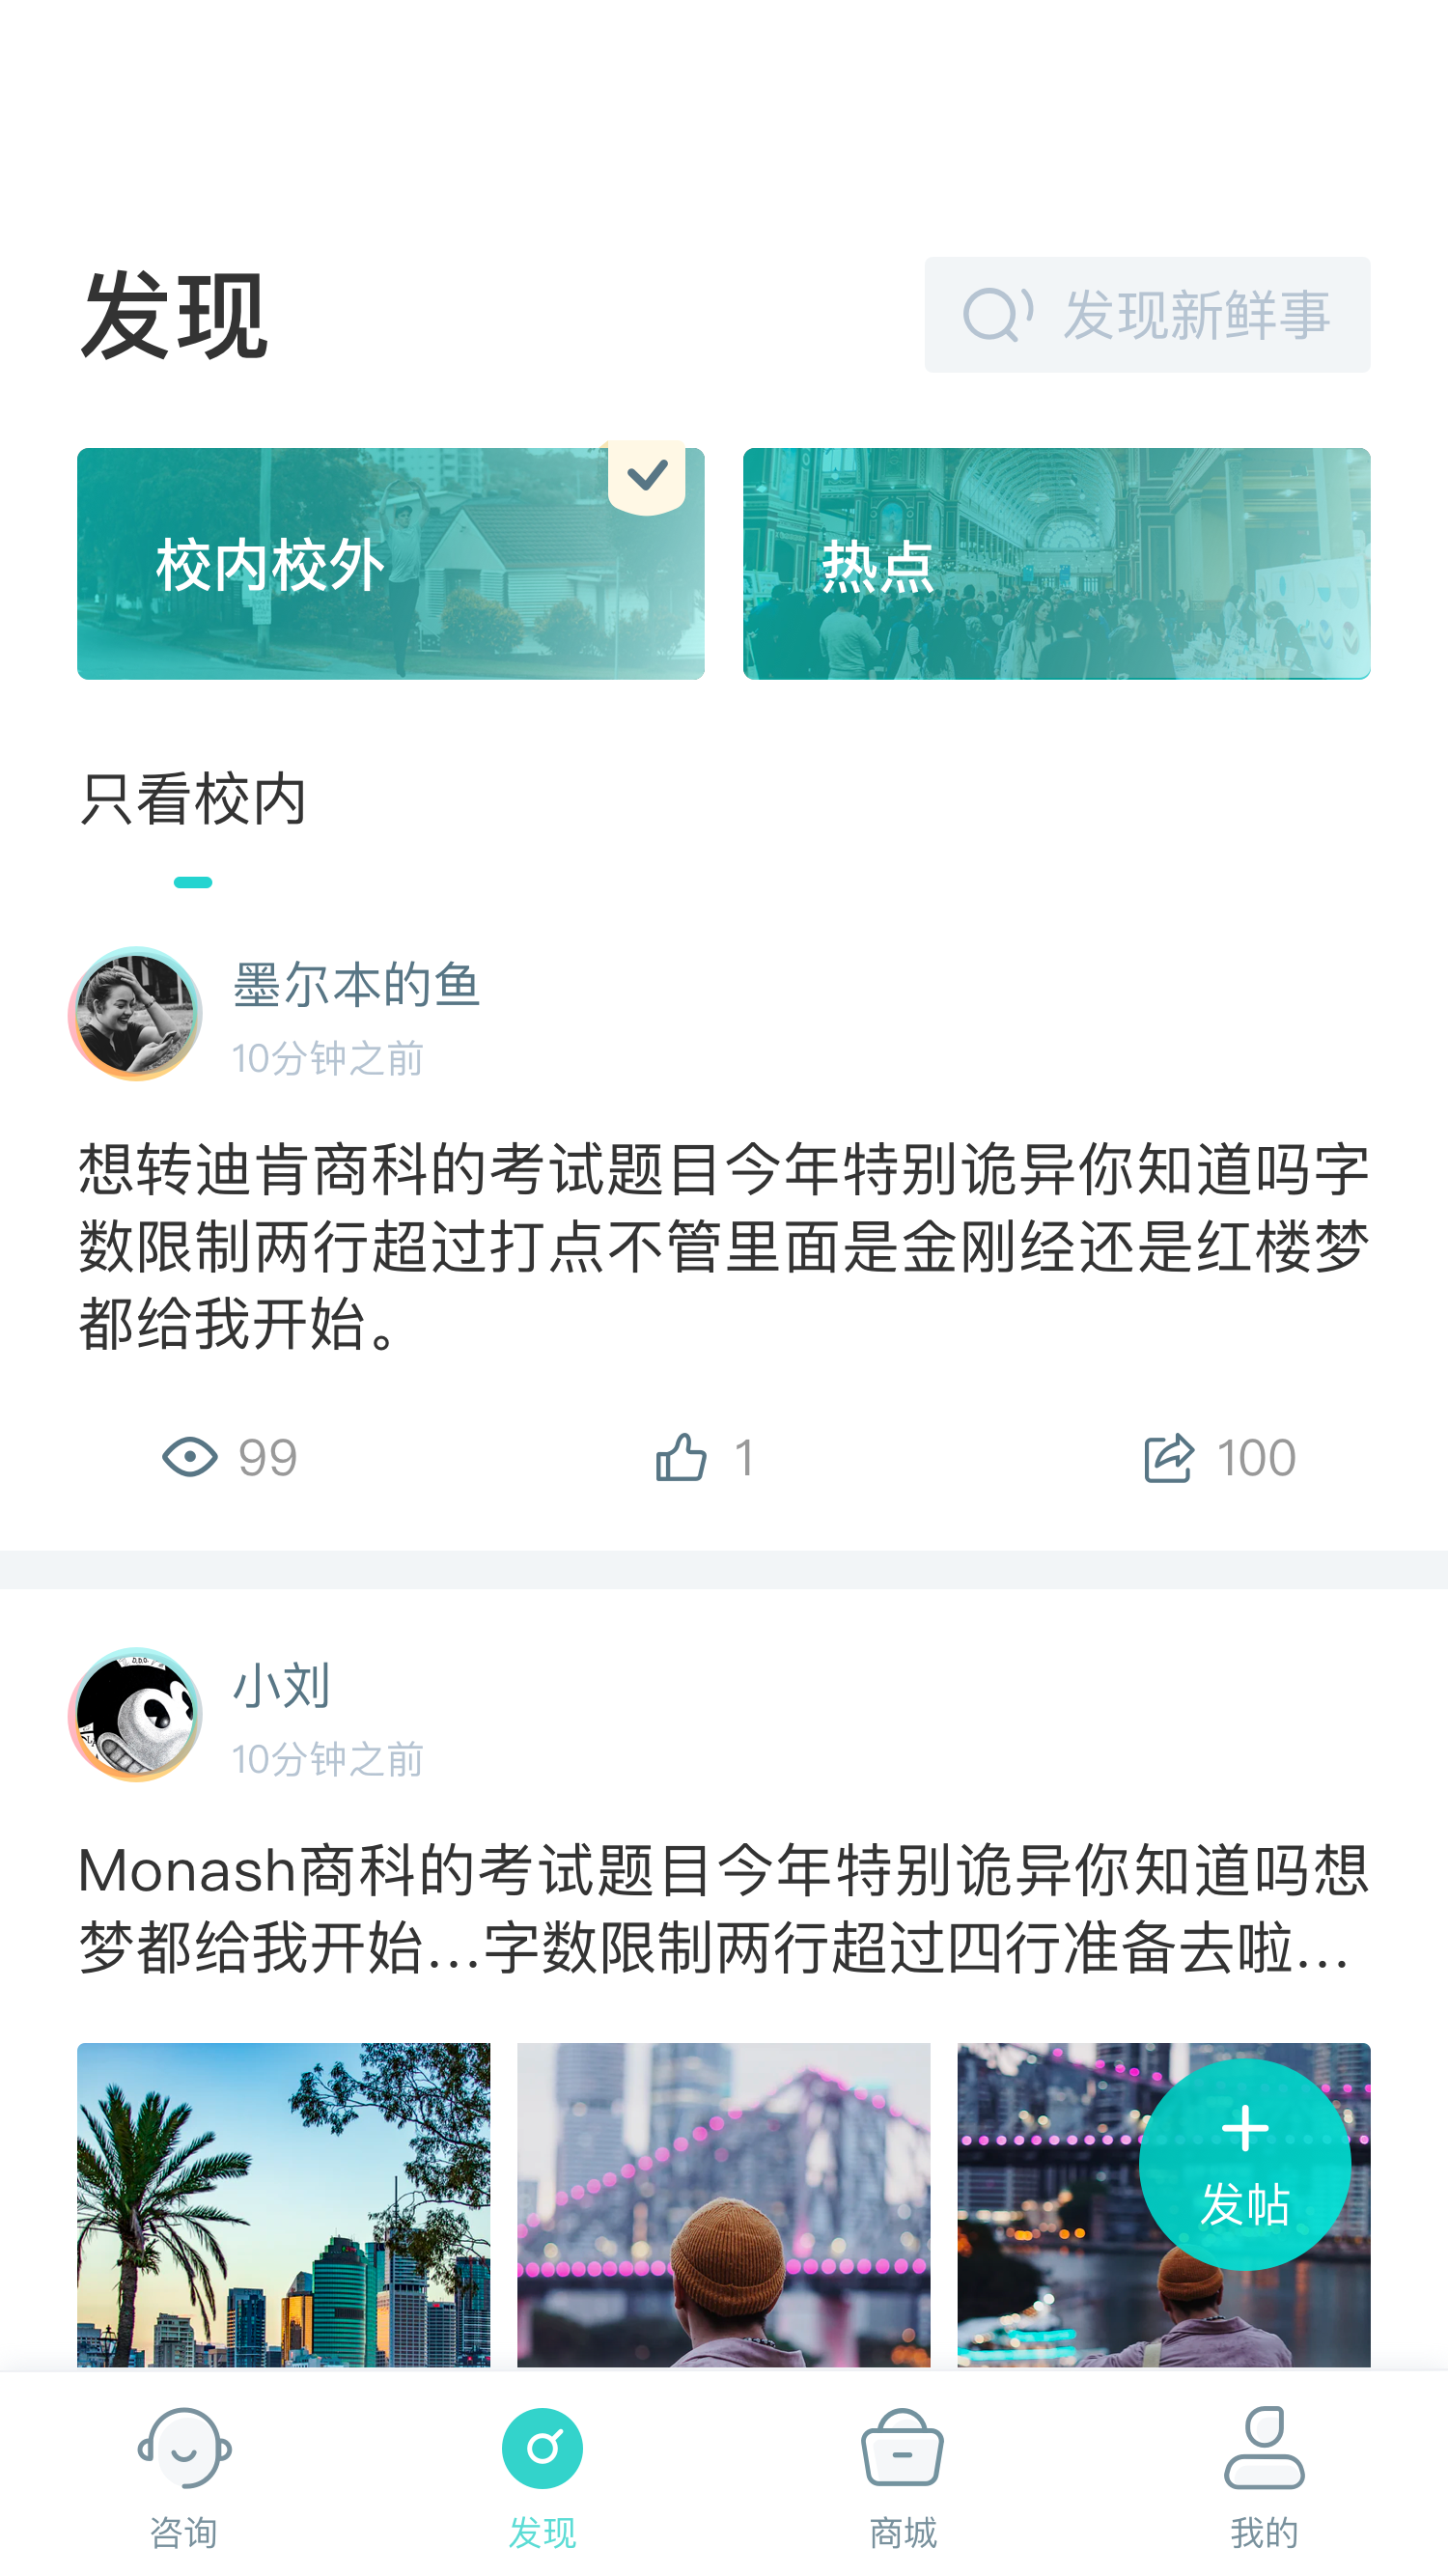 发现
发现新鲜事
校内校外
热点
只看校内
墨尔本的鱼
10分钟之前
想转迪肯商科的考试题目今年特别诡异你知道吗字
数限制两行超过打点不管里面是金刚经还是红楼梦
都给我开始。
99
1
100
小刘
10分钟之前
Monash商科的考试题目今年特别诡异你知道吗想
梦都给我开始...字数限制两行超过四行准备去啦...
发帖
咨询
发现
商城
我的